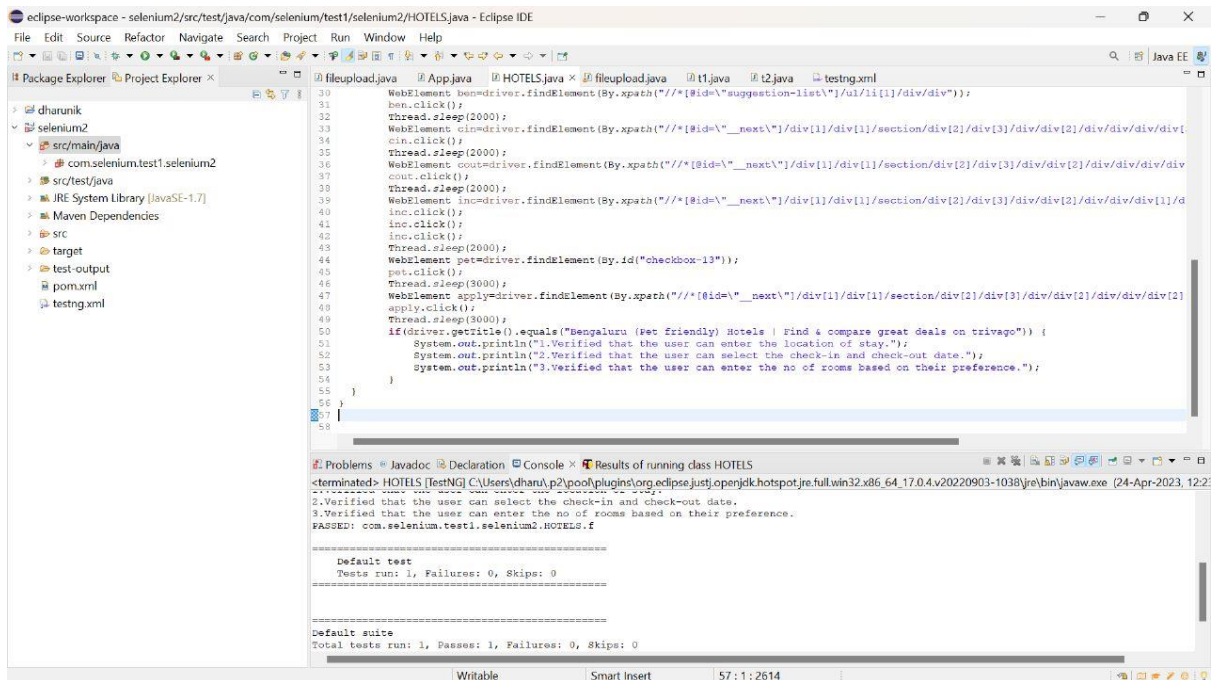 eclipse-workspace - selenium2/src/test/java/com/selenium/test1/selenium2/HOTELS.java - Eclipse IDE
File Edit Source Refactor Navigate Search Project Run Window Help
Java EE
Package Explorer Project Explorer
fileupload.java App.java HOTELS.java fileupload.java t1.java t2.java testng.xml
dharunik
selenium2
src/main/java
com.selenium.test1.selenium2
src/test/java
JRE System Library [JavaSE-1.7]
Maven Dependencies
src
target
test-output
pom.xml
testng.xml
30 WebElement ben=driver.findElement(By.xpath("//*[@id=\"suggestion-list\"]/ul/li[1]/div/div"));
31 ben.click();
32 Thread.sleep(2000);
33 WebElement cin=driver.findElement(By.xpath("//*[@id=\"__next\"]/div[1]/div[1]/section/div[2]/div[3]/div/div[2]/div/div/div/div[
34 cin.click();
35 Thread.sleep(2000);
36 WebElement cout=driver.findElement(By.xpath("//*[@id=\"__next\"]/div[1]/div[1]/section/div[2]/div[3]/div/div[2]/div/div/div/div
37 cout.click();
38 Thread.sleep(2000);
39 WebElement inc=driver.findElement(By.xpath("//*[@id=\"__next\"]/div[1]/div[1]/section/div[2]/div[3]/div/div[2]/div/div/div[1]/d
40 inc.click();
41 inc.click();
42 inc.click();
43 Thread.sleep(2000);
44 WebElement pet=driver.findElement(By.id("checkbox-13"));
45 pet.click();
46 Thread.sleep(3000);
47 WebElement apply=driver.findElement(By.xpath("//*[@id=\"__next\"]/div[1]/div[1]/section/div[2]/div[3]/div/div[2]/div/div/div[2]
48 apply.click();
49 Thread.sleep(3000);
50 if(driver.getTitle().equals("Bengaluru (Pet friendly) Hotels | Find & compare great deals on trivago")) {
51 System.out.println("1.Verified that the user can enter the location of stay.");
52 System.out.println("2.Verified that the user can select the check-in and check-out date.");
53 System.out.println("3.Verified that the user can enter the no of rooms based on their preference.");
54 }
55 }
56 }
57
58
Problems Javadoc Declaration Console Results of running class HOTELS
<terminated> HOTELS [TestNG] C:\Users\dharu\.p2\pool\plugins\org.eclipse.justj.openjdk.hotspot.jre.full.win32.x86_64_17.0.4.v20220903-1038\jre\bin\javaw.exe (24-Apr-2023, 12:2
1.Verified that the user can enter the location of stay.
2.Verified that the user can select the check-in and check-out date.
3.Verified that the user can enter the no of rooms based on their preference.
PASSED: com.selenium.test1.selenium2.HOTELS.f
===============================================
Default test
Tests run: 1, Failures: 0, Skips: 0
===============================================
===============================================
Default suite
Total tests run: 1, Passes: 1, Failures: 0, Skips: 0
Writable Smart Insert 57 : 1 : 2614